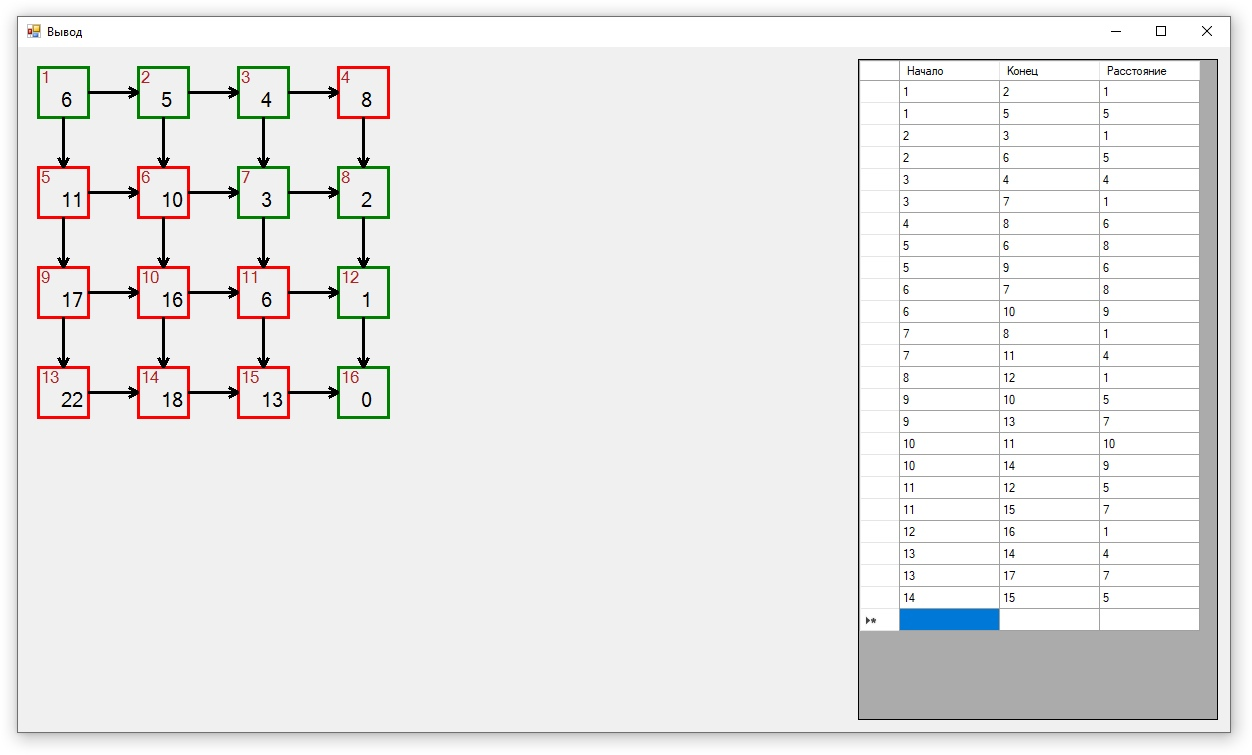 Вывод
1 2 3 4
6 5 4 8
5 6 7 8
11 10 3 2
9 10 11 12
17 16 6 1
13 14 15 16
22 18 13 0
Начало Конец Расстояние
1 2 1
1 5 5
2 3 1
2 6 5
3 4 4
3 7 1
4 8 6
5 6 8
5 9 6
6 7 8
6 10 9
7 8 1
7 11 4
8 12 1
9 10 5
9 13 7
10 11 10
10 14 9
11 12 5
11 15 7
12 16 1
13 14 4
13 17 7
14 15 5